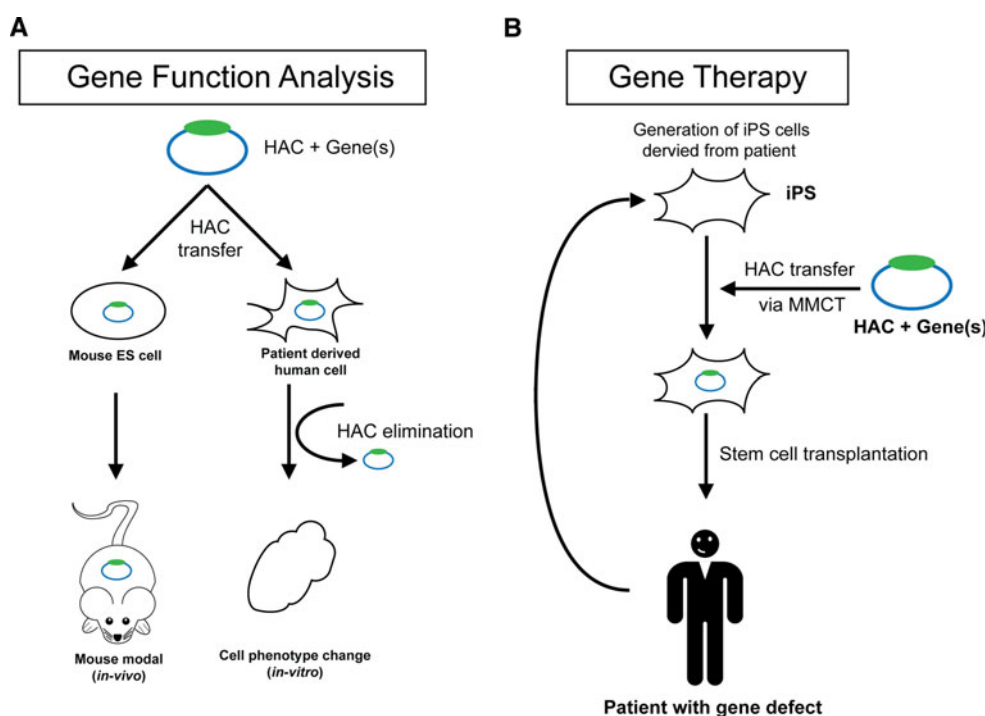 A
Gene Function Analysis
HAC + Gene(s)
HAC
transfer
Mouse ES cell
Patient derived
human cell
HAC elimination
Mouse modal
(in-vivo)
Cell phenotype change
(in-vitro)
B
Gene Therapy
Generation of iPS cells
dervied from patient
iPS
HAC transfer
via MMCT
HAC + Gene(s)
Stem cell transplantation
Patient with gene defect